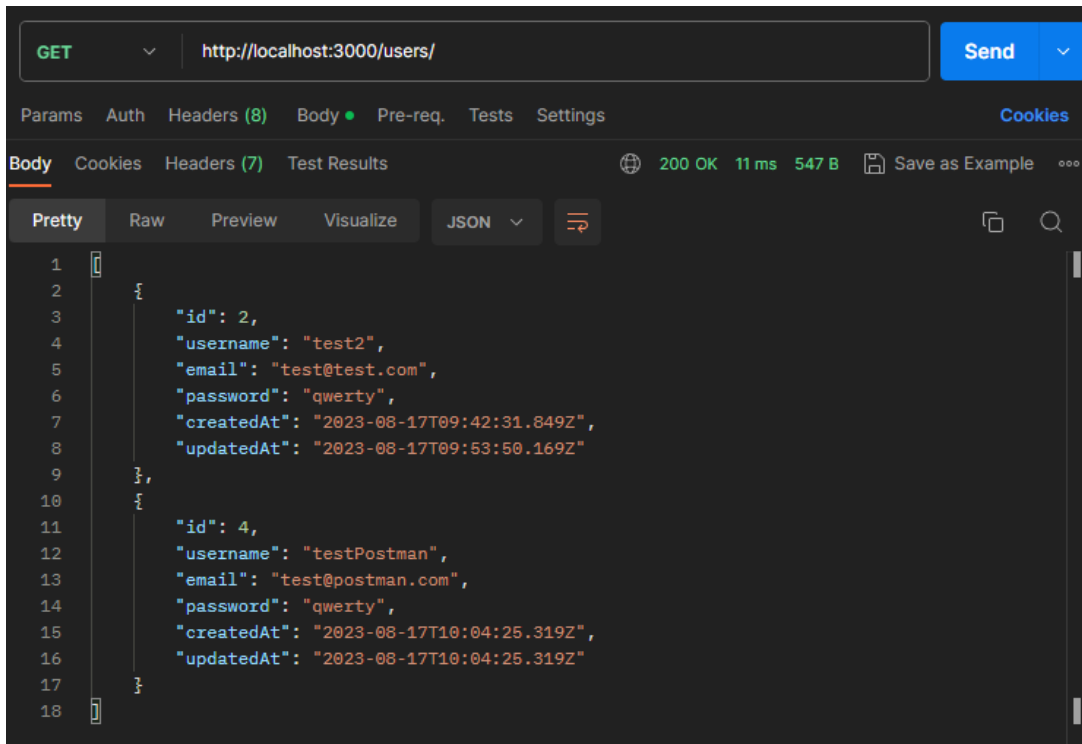 GET http://localhost:3000/users/ Send
Params Auth Headers (8) Body Pre-req. Tests Settings Cookies
Body Cookies Headers (7) Test Results 200 OK 11 ms 547 B Save as Example
Pretty Raw Preview Visualize JSON
1 [
2 {
3 "id": 2,
4 "username": "test2",
5 "email": "test@test.com",
6 "password": "qwerty",
7 "createdAt": "2023-08-17T09:42:31.849Z",
8 "updatedAt": "2023-08-17T09:53:50.169Z"
9 },
10 {
11 "id": 4,
12 "username": "testPostman",
13 "email": "test@postman.com",
14 "password": "qwerty",
15 "createdAt": "2023-08-17T10:04:25.319Z",
16 "updatedAt": "2023-08-17T10:04:25.319Z"
17 }
18 ]